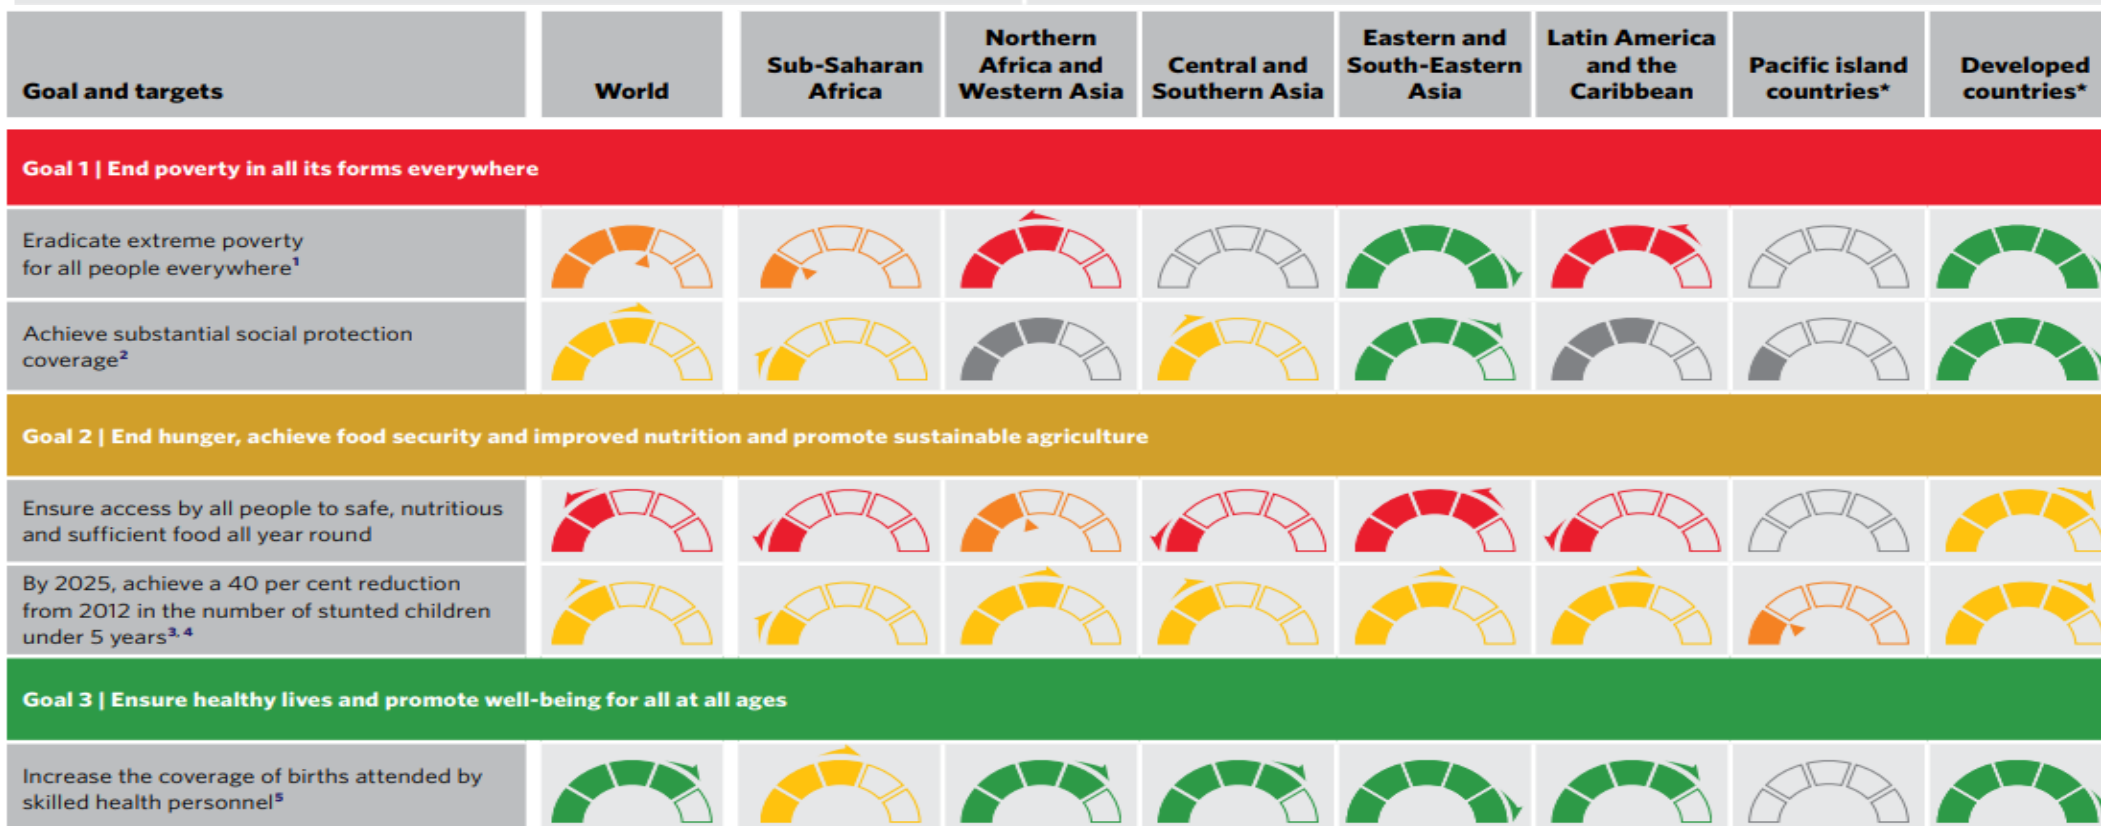 Goal and targets
World
Sub-Saharan
Africa
Northern
Africa and
Western Asia
Central and
Southern Asia
Eastern and
South-Eastern
Asia
Latin America
and the
Caribbean
Pacific island
countries*
Developed
countries*
Goal 1 | End poverty in all its forms everywhere
Eradicate extreme poverty
for all people everywhere¹
Achieve substantial social protection
coverage²
Goal 2 | End hunger, achieve food security and improved nutrition and promote sustainable agriculture
Ensure access by all people to safe, nutritious
and sufficient food all year round
By 2025, achieve a 40 per cent reduction
from 2012 in the number of stunted children
under 5 years³,⁴
Goal 3 | Ensure healthy lives and promote well-being for all at all ages
Increase the coverage of births attended by
skilled health personnel⁵